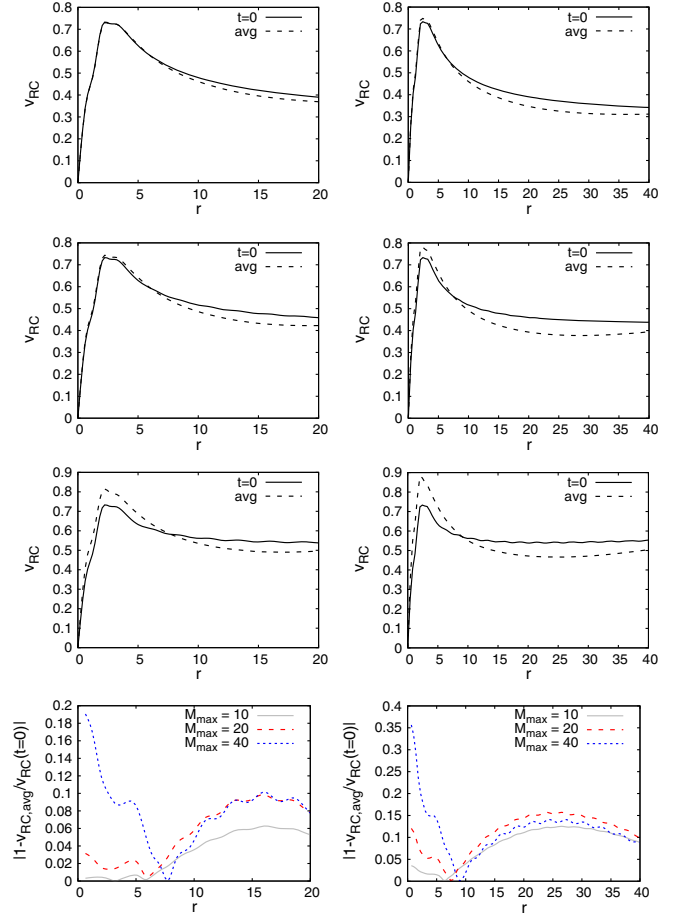 0.8
0.7
0.6
0.5
0.4
0.3
0.2
0.1
0
v_RC
t=0
avg
0 5 10 15 20
r
0.8
0.7
0.6
0.5
0.4
0.3
0.2
0.1
0
v_RC
t=0
avg
0 5 10 15 20 25 30 35 40
r
0.8
0.7
0.6
0.5
0.4
0.3
0.2
0.1
0
v_RC
t=0
avg
0 5 10 15 20
r
0.8
0.7
0.6
0.5
0.4
0.3
0.2
0.1
0
v_RC
t=0
avg
0 5 10 15 20 25 30 35 40
r
0.9
0.8
0.7
0.6
0.5
0.4
0.3
0.2
0.1
0
v_RC
t=0
avg
0 5 10 15 20
r
0.9
0.8
0.7
0.6
0.5
0.4
0.3
0.2
0.1
0
v_RC
t=0
avg
0 5 10 15 20 25 30 35 40
r
0.2
0.18
0.16
0.14
0.12
0.1
0.08
0.06
0.04
0.02
0
|1-v_RC,avg/v_RC(t=0)|
M_max = 10
M_max = 20
M_max = 40
0 5 10 15 20
r
0.4
0.35
0.3
0.25
0.2
0.15
0.1
0.05
0
|1-v_RC,avg/v_RC(t=0)|
M_max = 10
M_max = 20
M_max = 40
0 5 10 15 20 25 30 35 40
r